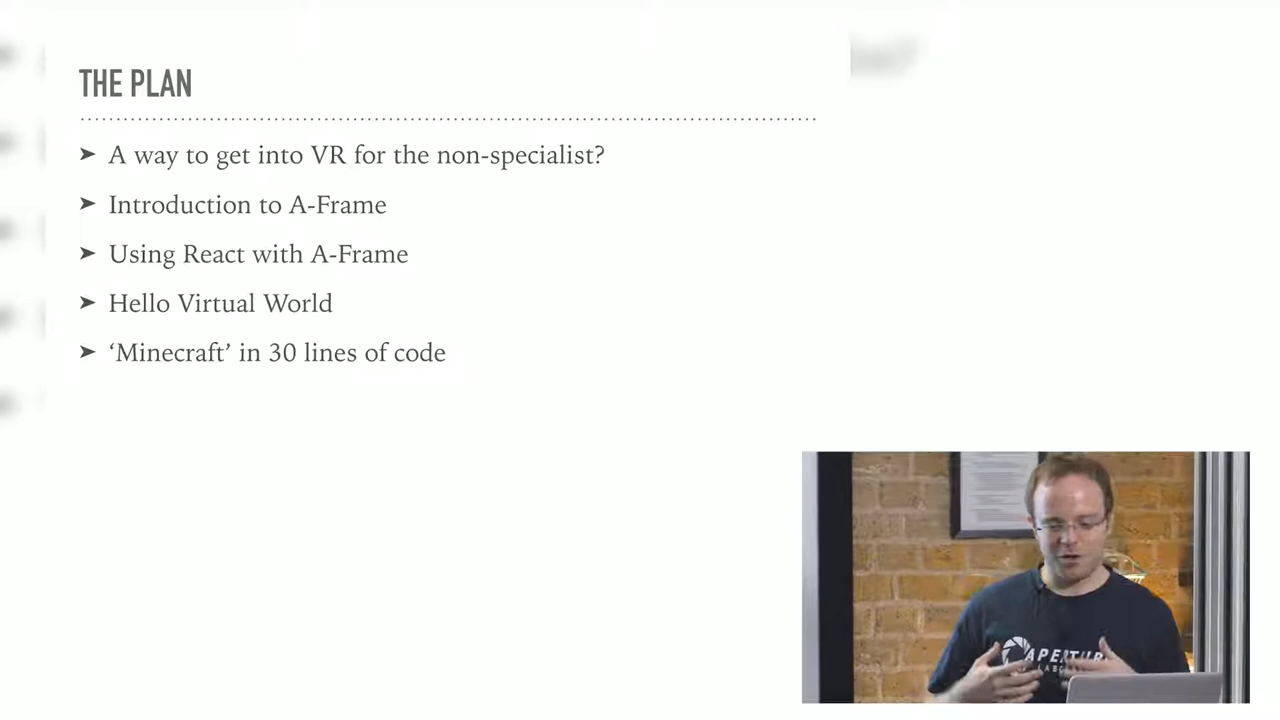 THE PLAN
➤ A way to get into VR for the non-specialist?
➤ Introduction to A-Frame
➤ Using React with A-Frame
➤ Hello Virtual World
➤ ‘Minecraft’ in 30 lines of code
APERTUR